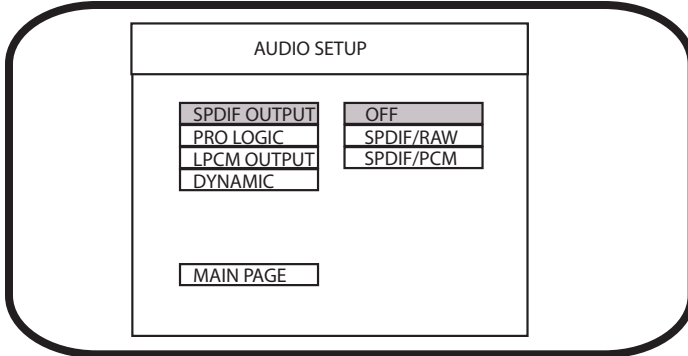 AUDIO SETUP
SPDIF OUTPUT OFF
PRO LOGIC SPDIF/RAW
LPCM OUTPUT SPDIF/PCM
DYNAMIC
MAIN PAGE